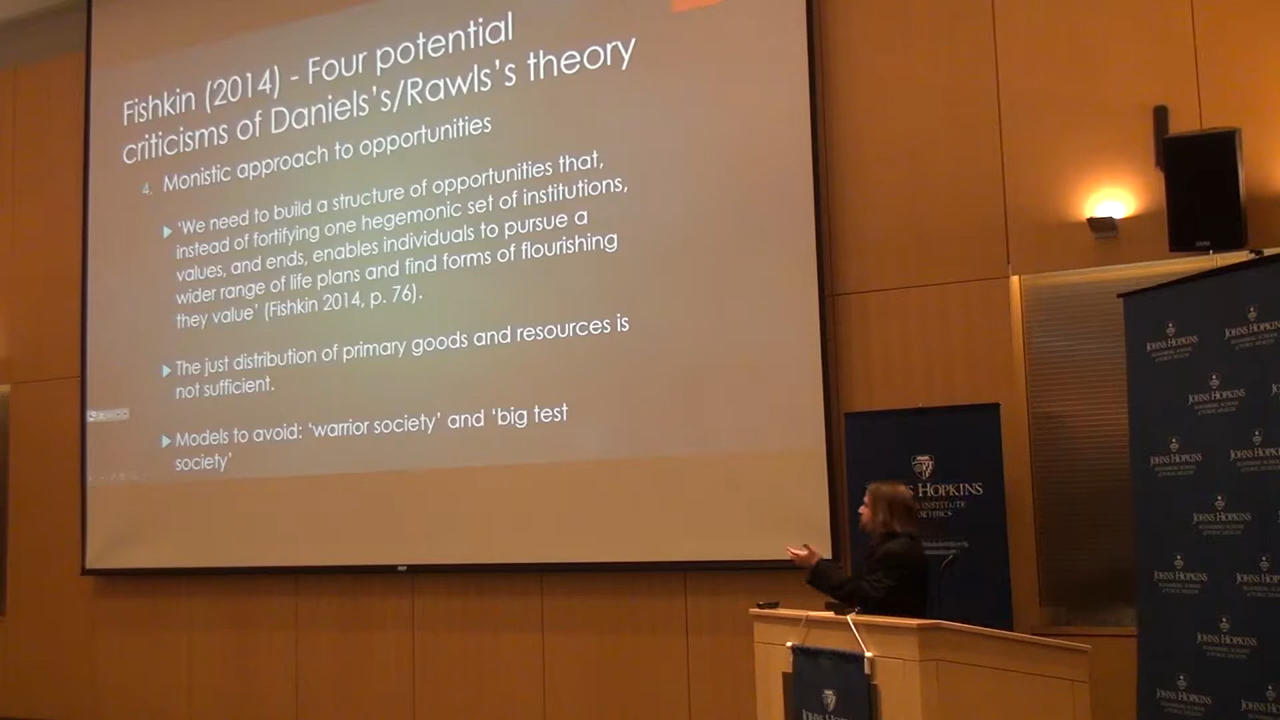 Fishkin (2014) - Four potential
criticisms of Daniels's/Rawls's theory
4. Monistic approach to opportunities
'We need to build a structure of opportunities that,
instead of fortifying one hegemonic set of institutions,
values, and ends, enables individuals to pursue a
wider range of life plans and find forms of flourishing
they value' (Fishkin 2014, p. 76).
The just distribution of primary goods and resources is
not sufficient.
Models to avoid: 'warrior society' and 'big test
society'
HOPKINS
INSTITUTE
JOHNS HOPKINS
JOHNS HOPKINS
JOHNS HOPKINS
JOHNS HOPKINS
JOHNS HOPKINS
JOHNS HOPKINS
JOHNS HOPKINS